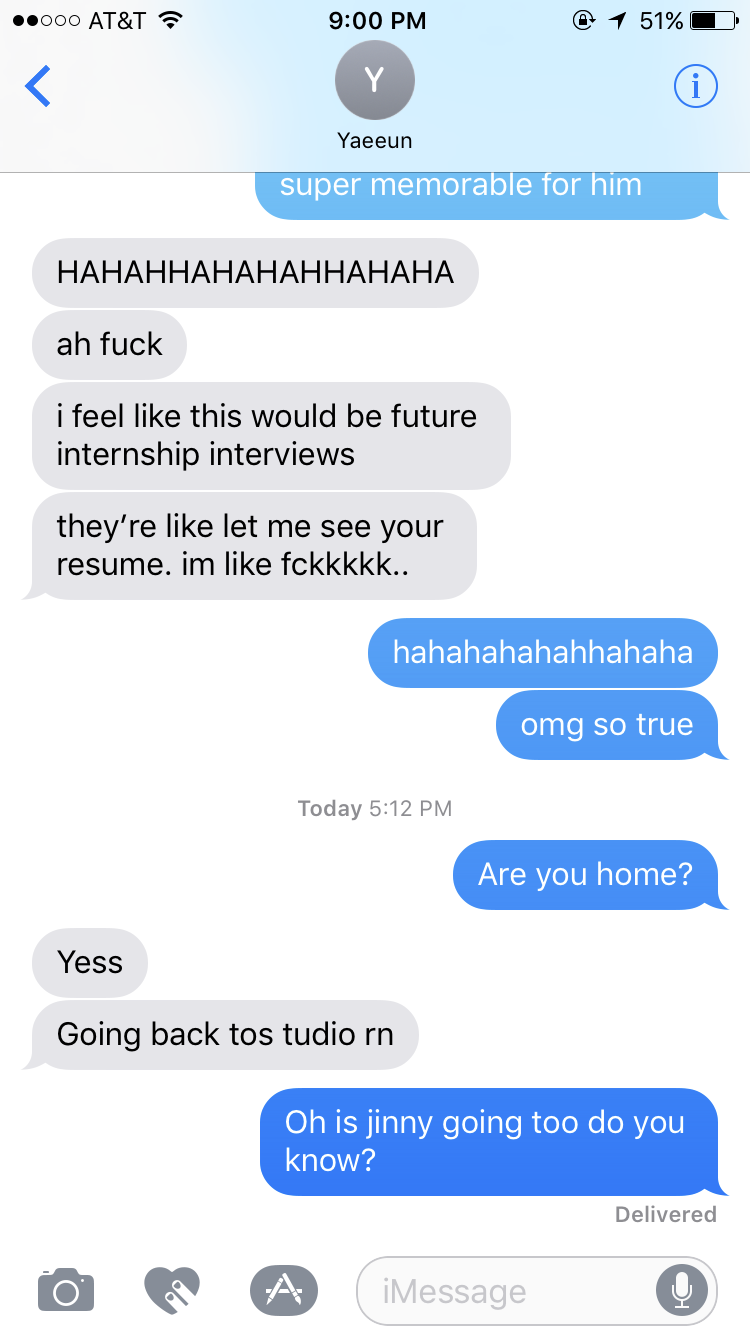 AT&T 9:00 PM 51%
Y
Yaeeun
super memorable for him
HAHAHHAHAHAHHAHAHA
ah fuck
i feel like this would be future
internship interviews
they're like let me see your
resume. im like fckkkkk..
hahahahahahhahaha
omg so true
Today 5:12 PM
Are you home?
Yess
Going back tos tudio rn
Oh is jinny going too do you
know?
Delivered
iMessage